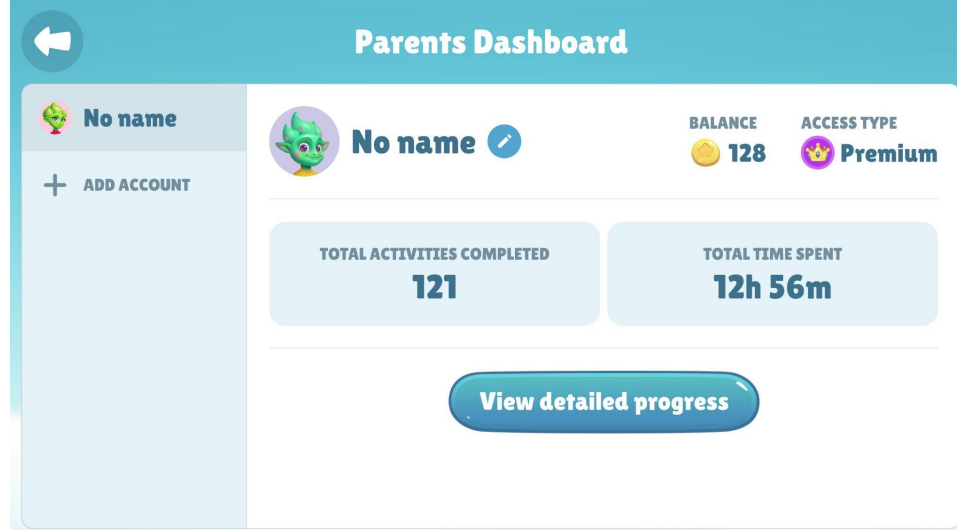 Parents Dashboard
No name
ADD ACCOUNT
No name
BALANCE
128
ACCESS TYPE
Premium
TOTAL ACTIVITIES COMPLETED
121
TOTAL TIME SPENT
12h 56m
View detailed progress